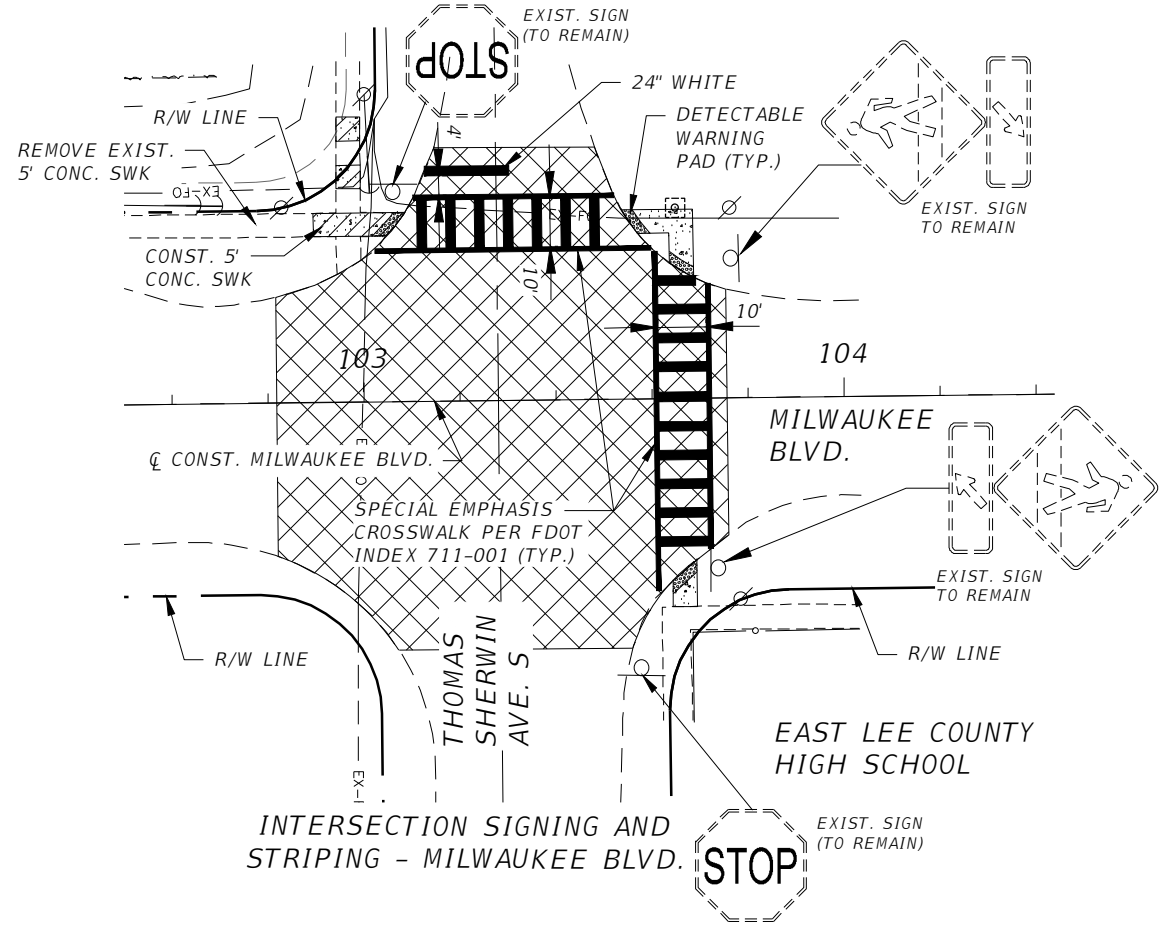 EXIST. SIGN
(TO REMAIN)
STOP
24" WHITE
R/W LINE
DETECTABLE
WARNING
PAD (TYP.)
4'
REMOVE EXIST.
5' CONC. SWK
EX-FO
EXIST. SIGN
TO REMAIN
CONST. 5'
CONC. SWK
10'
10'
103
104
MILWAUKEE
BLVD.
℄ CONST. MILWAUKEE BLVD.
SPECIAL EMPHASIS
CROSSWALK PER FDOT
INDEX 711-001 (TYP.)
EXIST. SIGN
TO REMAIN
R/W LINE
THOMAS
SHERWIN
AVE. S
R/W LINE
EAST LEE COUNTY
HIGH SCHOOL
INTERSECTION SIGNING AND
STRIPING - MILWAUKEE BLVD.
STOP
EXIST. SIGN
(TO REMAIN)